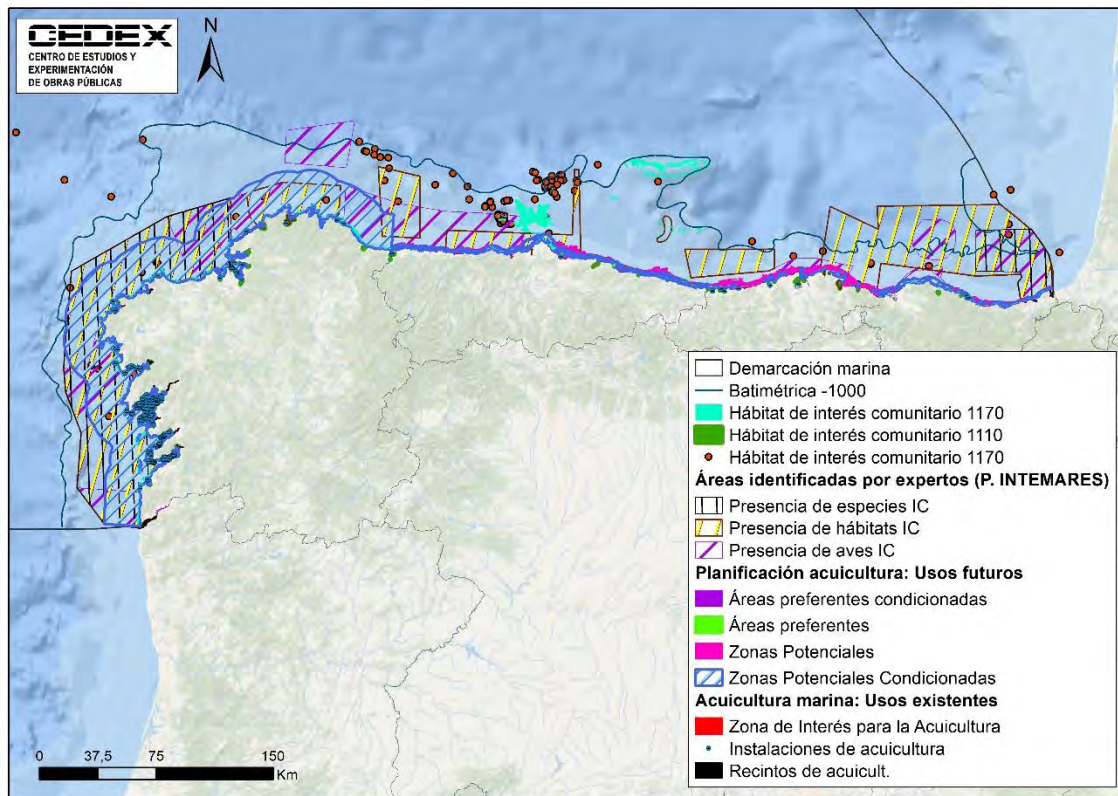 CEDEX
CENTRO DE ESTUDIOS Y
EXPERIMENTACIÓN
DE OBRAS PÚBLICAS
N
Demarcación marina
Batimétrica -1000
Hábitat de interés comunitario 1170
Hábitat de interés comunitario 1110
Hábitat de interés comunitario 1170
Áreas identificadas por expertos (P. INTEMARES)
Presencia de especies IC
Presencia de hábitats IC
Presencia de aves IC
Planificación acuicultura: Usos futuros
Áreas preferentes condicionadas
Áreas preferentes
Zonas Potenciales
Zonas Potenciales Condicionadas
Acuicultura marina: Usos existentes
Zona de Interés para la Acuicultura
Instalaciones de acuicultura
Recintos de acuicult.
0 37,5 75 150
Km